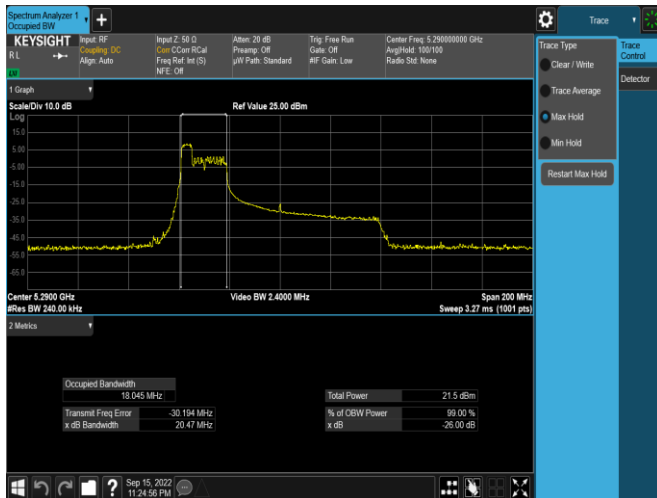 Spectrum Analyzer 1
Occupied BW
+
Trace
KEYSIGHT
R L
LXI
Input: RF
Coupling: DC
Align: Auto
Input Z: 50 Ω
Corr CCorr RCal
Freq Ref: Int (S)
NFE: Off
Atten: 20 dB
Preamp: Off
µW Path: Standard
Trig: Free Run
Gate: Off
#IF Gain: Low
Center Freq: 5.290000000 GHz
Avg|Hold: 100/100
Radio Std: None
Trace Type
Clear / Write
Trace Average
Max Hold
Min Hold
Restart Max Hold
Trace Control
Detector
1 Graph
Scale/Div 10.0 dB
Ref Value 25.00 dBm
Log
15.0
5.00
-5.00
-15.0
-25.0
-35.0
-45.0
-55.0
-65.0
Center 5.2900 GHz
#Res BW 240.00 kHz
Video BW 2.4000 MHz
Span 200 MHz
Sweep 3.27 ms (1001 pts)
2 Metrics
Occupied Bandwidth
18.045 MHz
Total Power 21.5 dBm
Transmit Freq Error -30.194 MHz
% of OBW Power 99.00 %
x dB Bandwidth 20.47 MHz
x dB -26.00 dB
?
Sep 15, 2022
11:24:56 PM